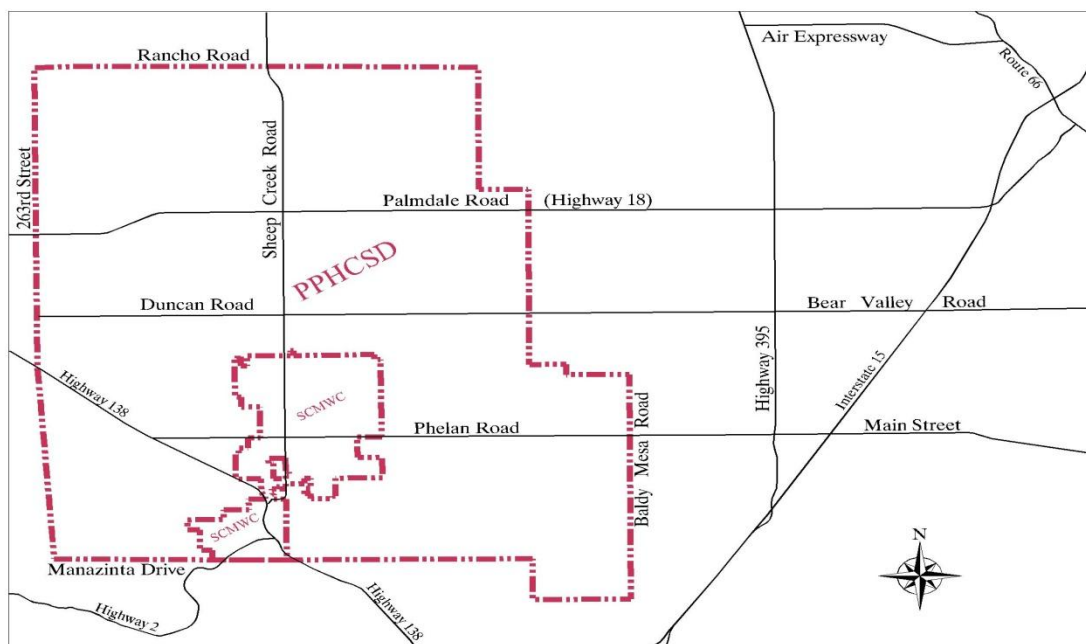 Rancho Road
Air Expressway
Route 66
263rd Street
Sheep Creek Road
Palmdale Road (Highway 18)
PPHCSD
Duncan Road
Bear Valley Road
Highway 395
Interstate 15
Highway 138
SCMWC
Phelan Road
Main Street
Baldy Mesa Road
SCMWC
Manazinta Drive
Highway 2
Highway 138
N